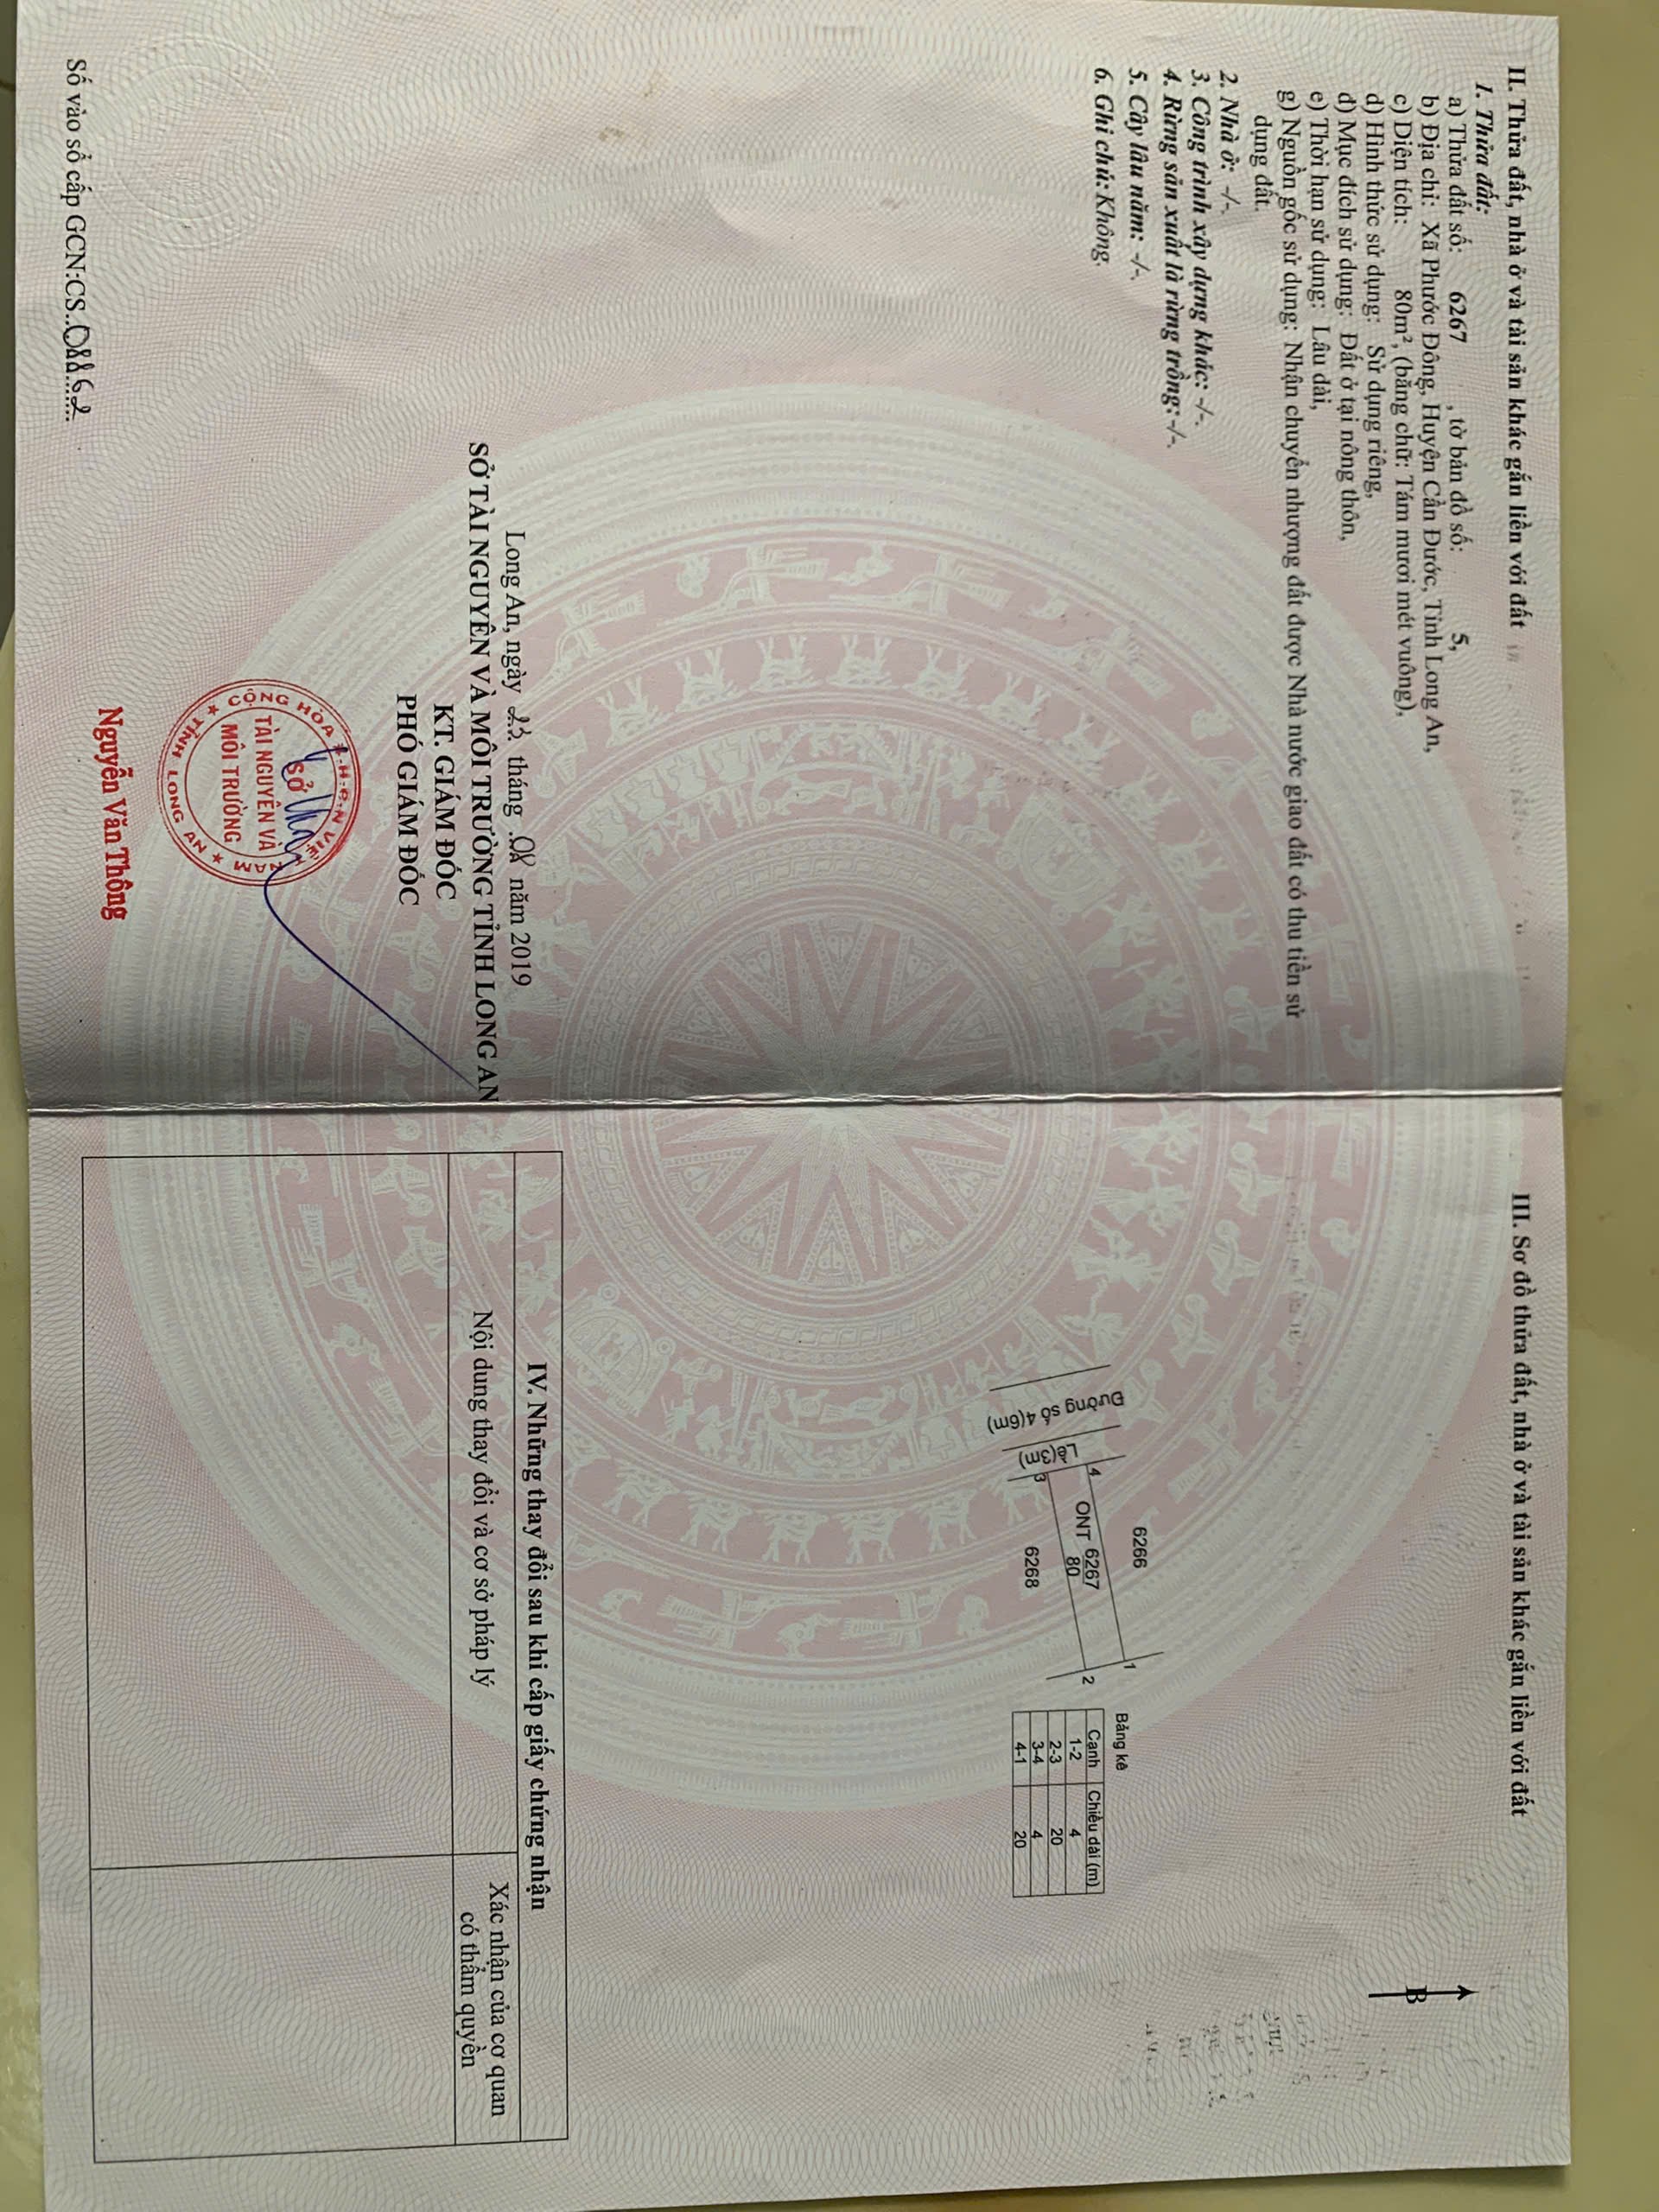 II. Thửa đất, nhà ở và tài sản khác gắn liền với đất
1. Thửa đất:
a) Thửa đất số: 6267 , tờ bản đồ số: 5,
b) Địa chỉ: Xã Phước Đông, Huyện Cần Đước, Tỉnh Long An,
c) Diện tích: 80m², (bằng chữ: Tám mươi mét vuông),
d) Hình thức sử dụng: Sử dụng riêng,
đ) Mục đích sử dụng: Đất ở tại nông thôn,
e) Thời hạn sử dụng: Lâu dài,
g) Nguồn gốc sử dụng: Nhận chuyển nhượng đất được Nhà nước giao đất có thu tiền sử
dụng đất.
2. Nhà ở: -/-.
3. Công trình xây dựng khác: -/-.
4. Rừng sản xuất là rừng trồng: -/-.
5. Cây lâu năm: -/-.
6. Ghi chú: Không.
Long An, ngày 23 tháng 08 năm 2019
SỞ TÀI NGUYÊN VÀ MÔI TRƯỜNG TỈNH LONG AN
KT. GIÁM ĐỐC
PHÓ GIÁM ĐỐC
CỘNG HÒA X.H.C.N VIỆT NAM
SỞ
TÀI NGUYÊN VÀ
MÔI TRƯỜNG
TỈNH LONG AN
Nguyễn Văn Thông
Số vào sổ cấp GCN:CS..08862
III. Sơ đồ thửa đất, nhà ở và tài sản khác gắn liền với đất
B
6266
1
4
Đường số 4(6m)
Lề(3m)
ONT 6267
80
2
3
6268
Bảng kê
Cạnh Chiều dài (m)
1-2 4
2-3 20
3-4 4
4-1 20
IV. Những thay đổi sau khi cấp giấy chứng nhận
Nội dung thay đổi và cơ sở pháp lý
Xác nhận của cơ quan
có thẩm quyền